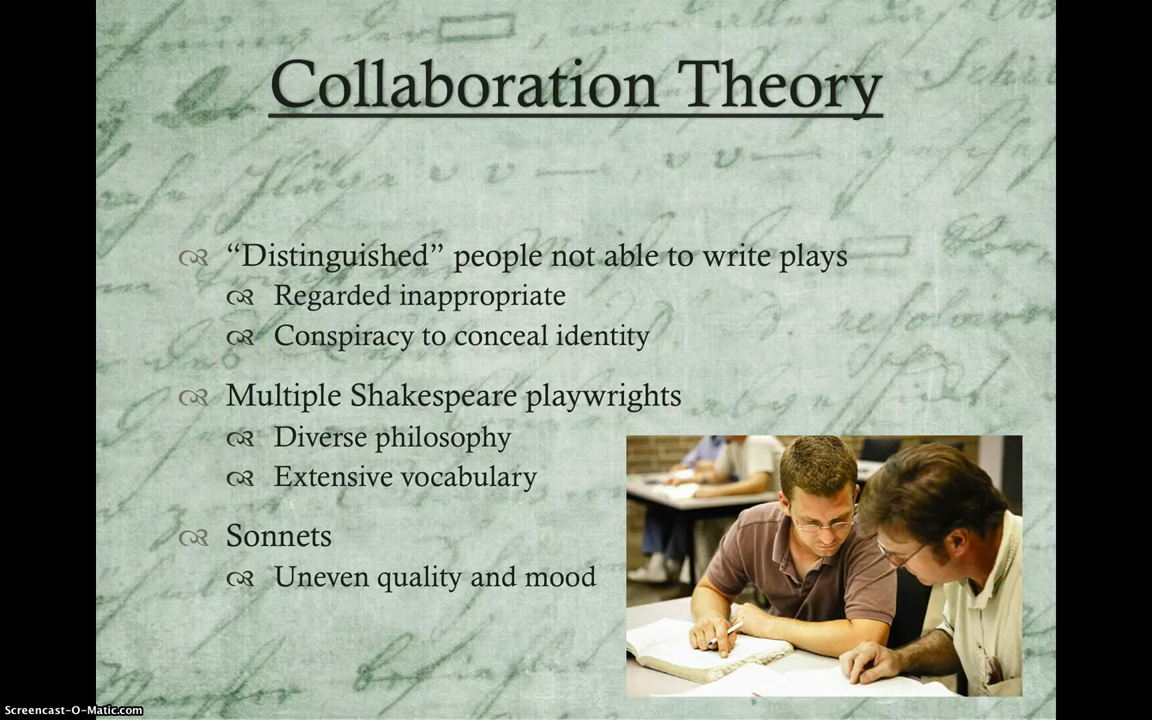 Collaboration Theory
“Distinguished” people not able to write plays
Regarded inappropriate
Conspiracy to conceal identity
Multiple Shakespeare playwrights
Diverse philosophy
Extensive vocabulary
Sonnets
Uneven quality and mood
Screencast-O-Matic.com